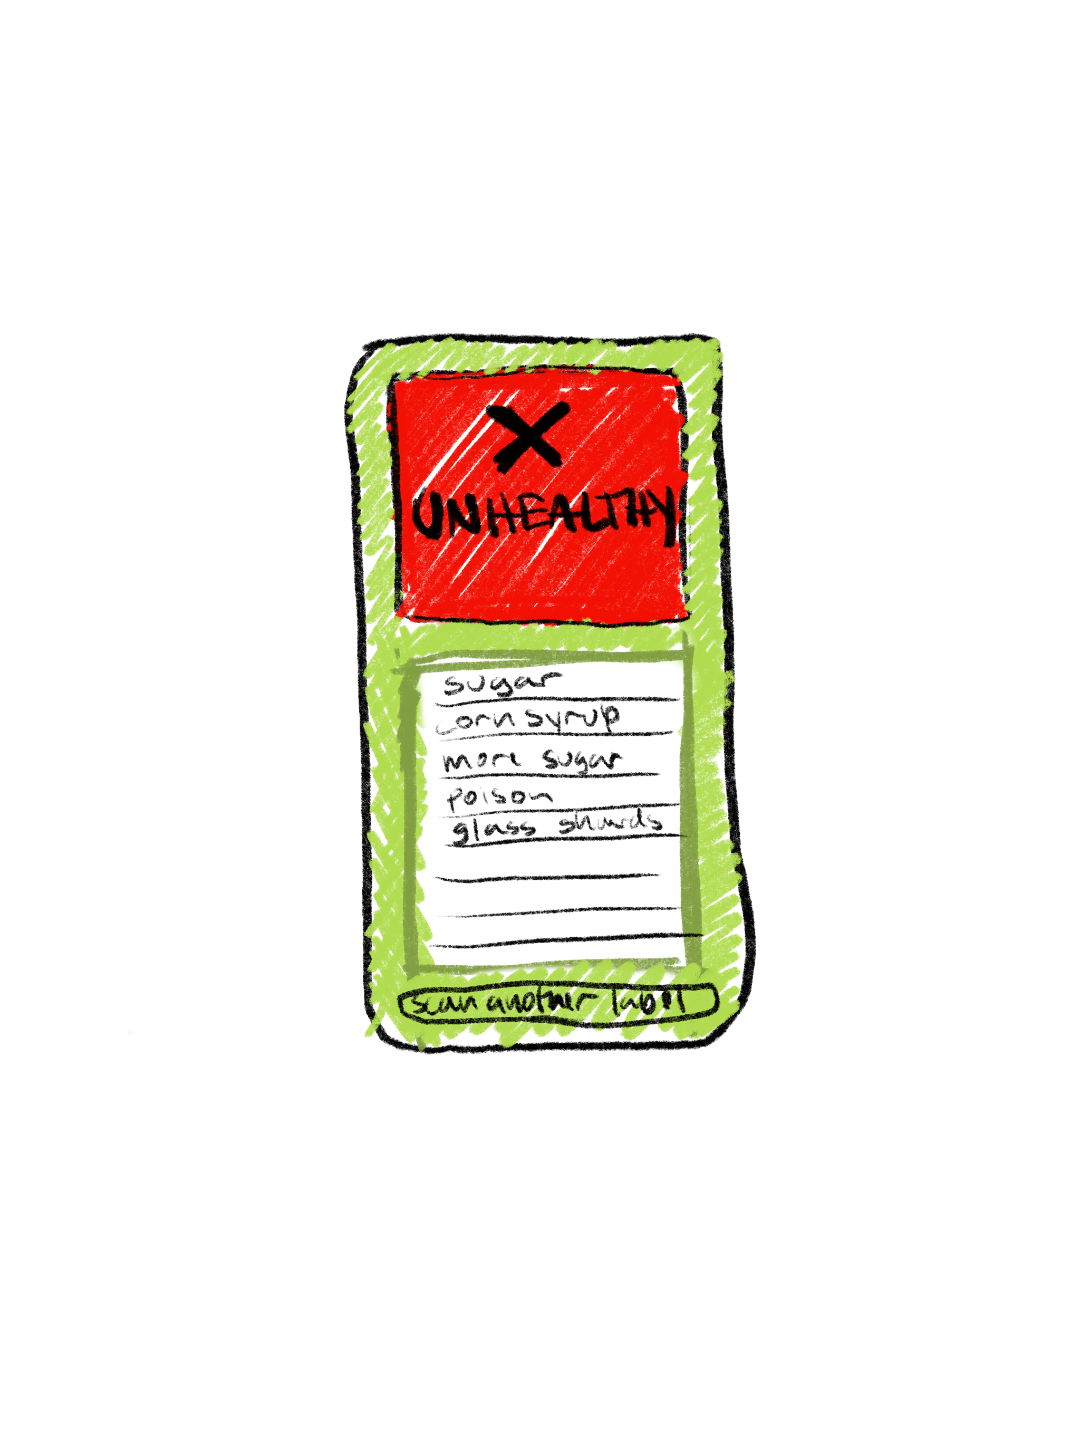 X
UNHEALTHY
sugar
corn syrup
more sugar
poison
glass shards
scan another label